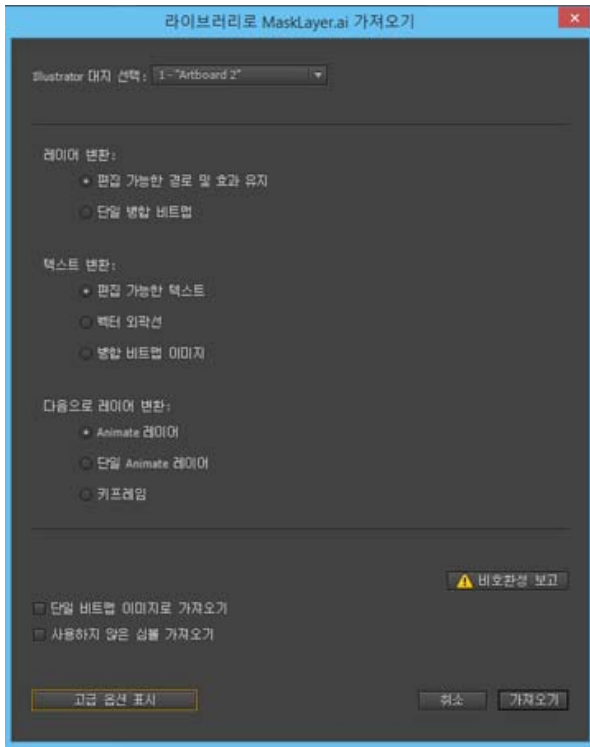 라이브러리로 MaskLayer.ai 가져오기
Illustrator 대지 선택: 1 - "Artboard 2"
레이어 변환:
편집 가능한 경로 및 효과 유지
단일 병합 비트맵
텍스트 변환:
편집 가능한 텍스트
벡터 외곽선
병합 비트맵 이미지
다음으로 레이어 변환:
Animate 레이어
단일 Animate 레이어
키프레임
비호환성 보고
단일 비트맵 이미지로 가져오기
사용하지 않은 심볼 가져오기
고급 옵션 표시 취소 가져오기